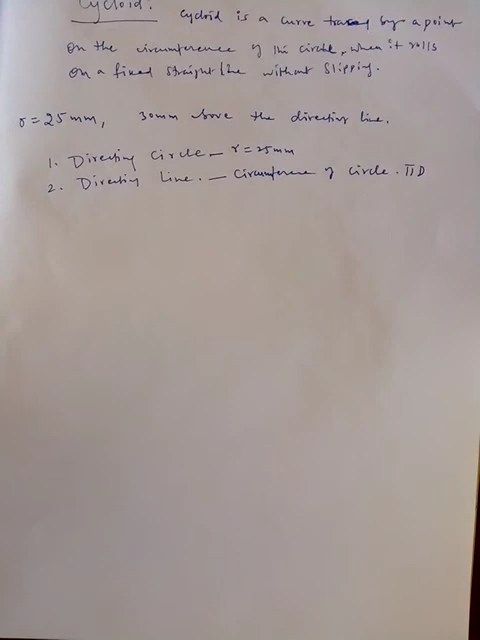 Cycloid: Cycloid is a curve traced by a point
on the circumference of the circle, when it rolls
on a fixed straight line without slipping.
r = 25mm, 30mm above the directing line.
1. Directing Circle — r = 25mm
2. Directing Line. — Circumference of circle. πD